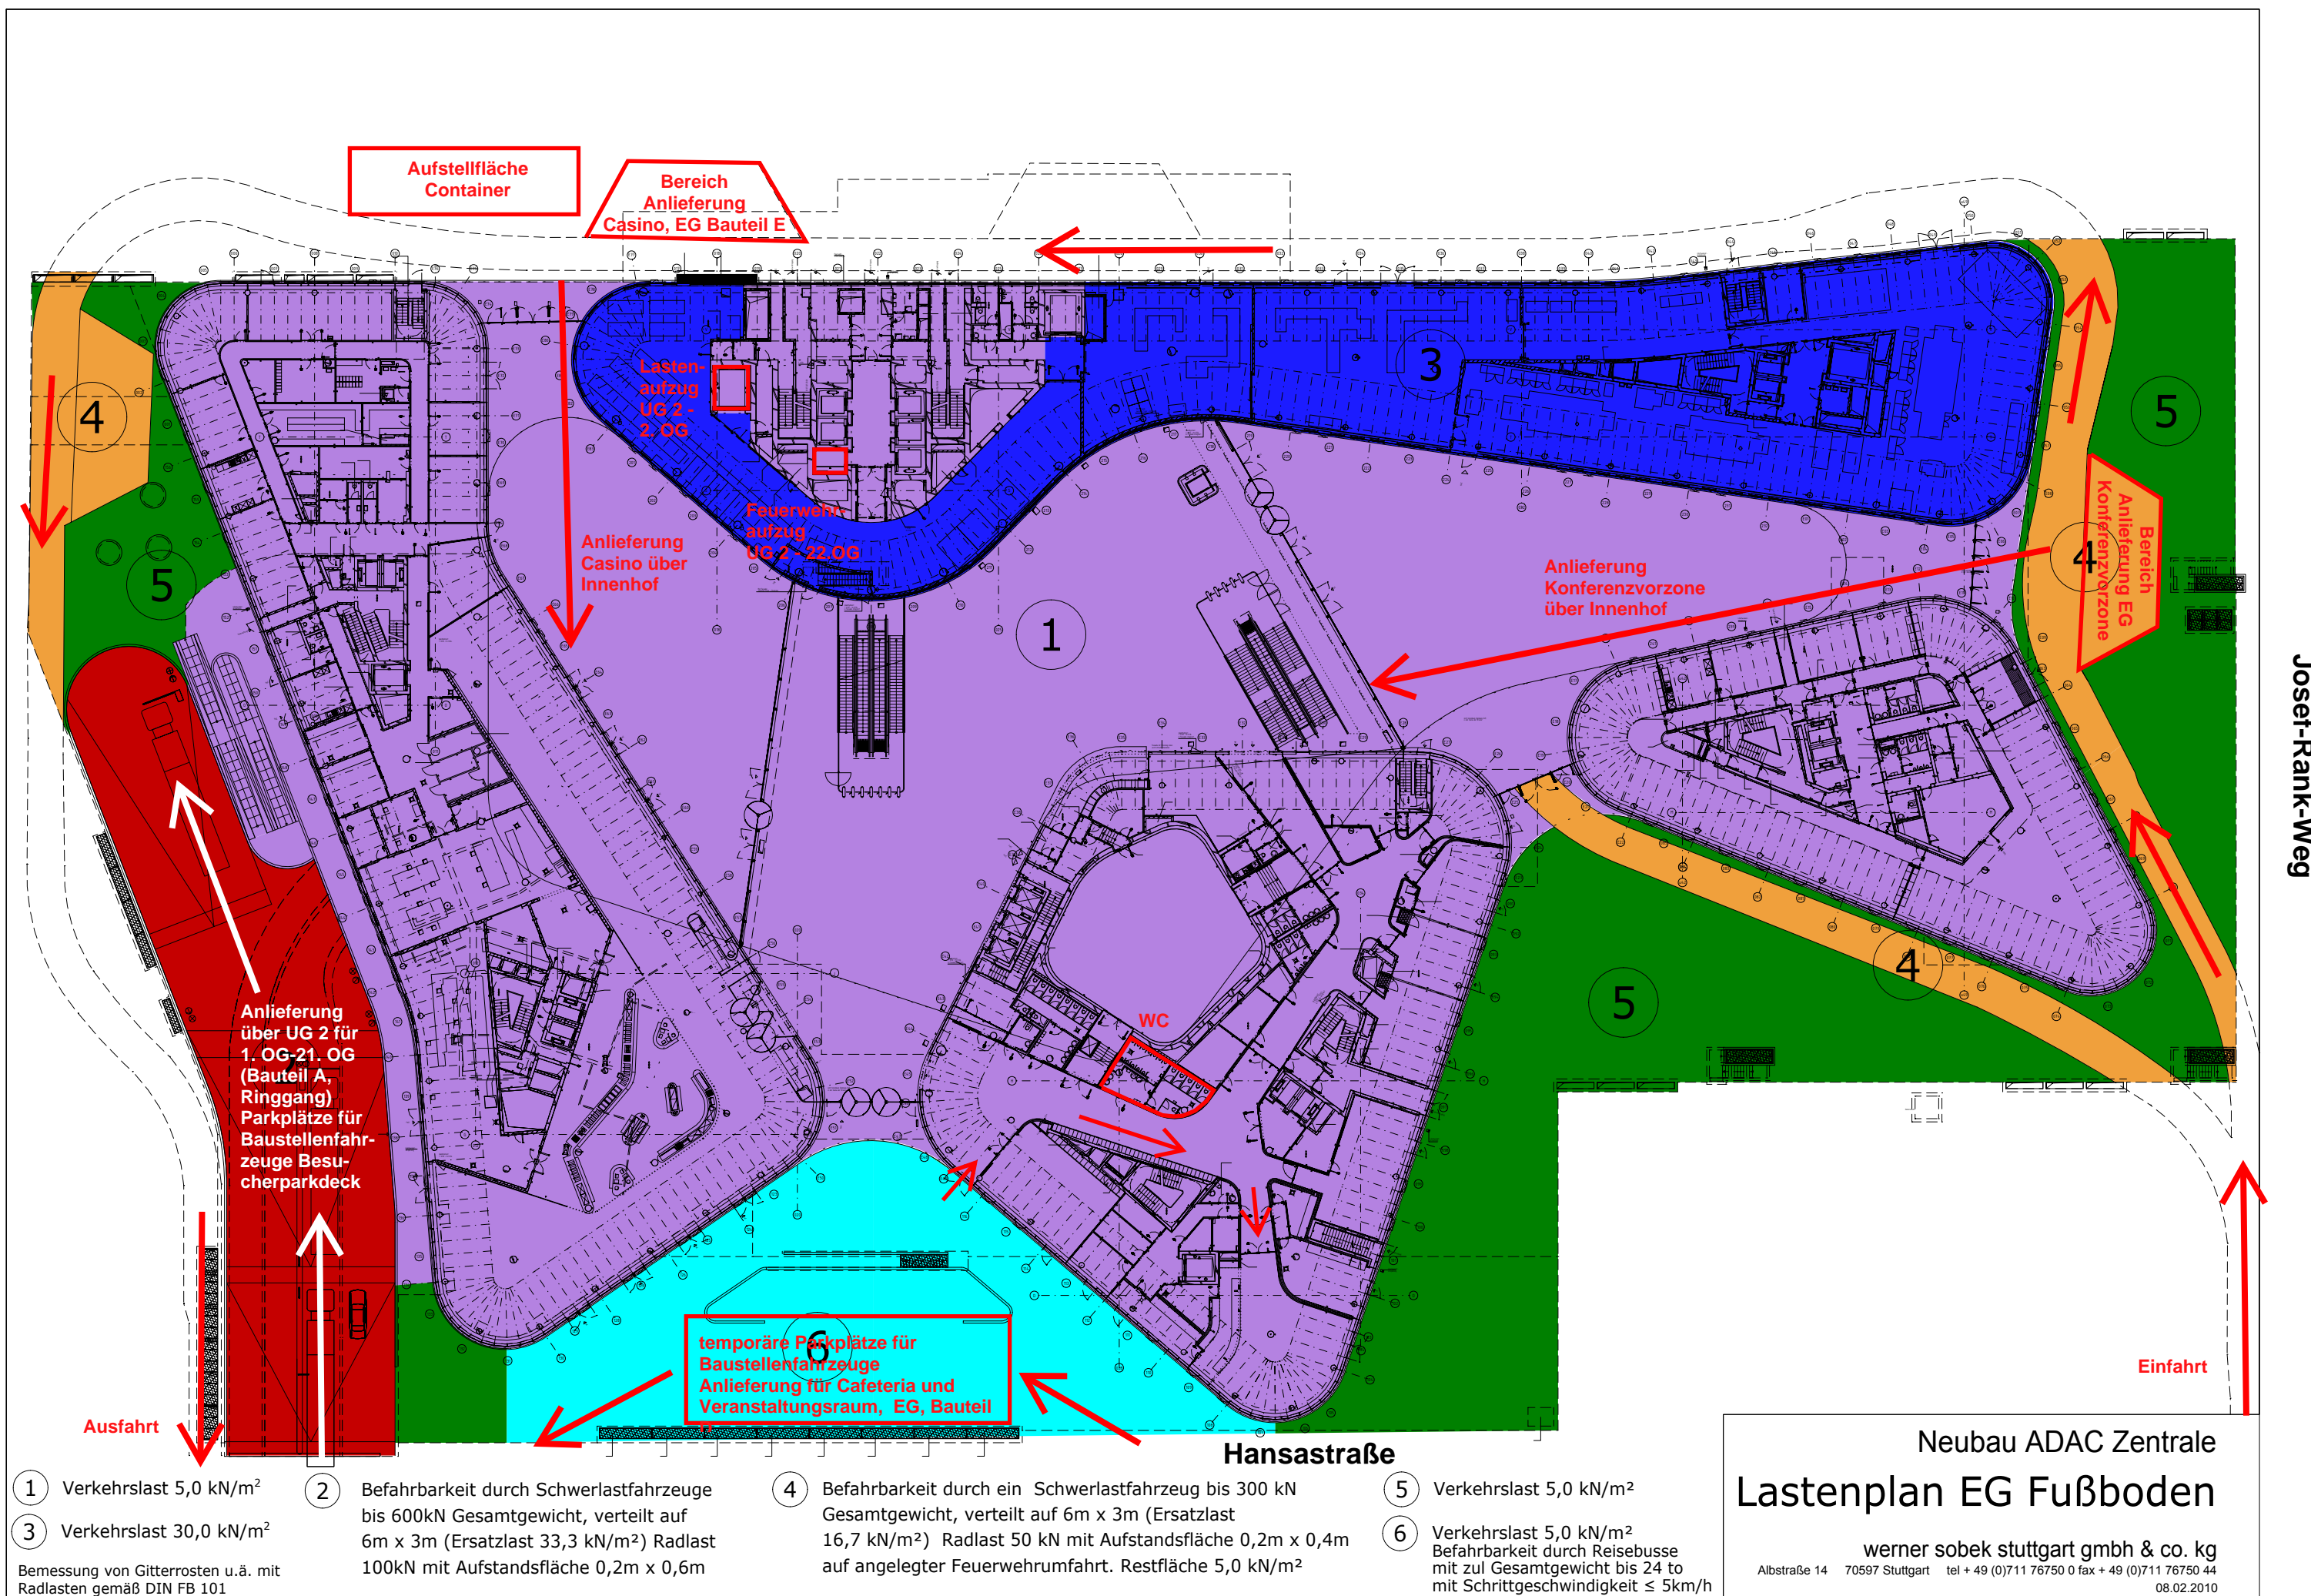 Aufstellfläche
Container
Bereich
Anlieferung
Casino, EG Bauteil E
Lasten-
aufzug
UG 2 -
2. OG
3
4
5
Feuerwehr-
aufzug
UG 2 - 22.OG
Anlieferung
Casino über
Innenhof
Anlieferung
Konferenzvorzone
über Innenhof
4
Bereich
Anlieferung EG
Konferenzvorzone
5
1
Josef-Rank-Weg
4
5
WC
Anlieferung
über UG 2 für
1. OG-21. OG
(Bauteil A,
Ringgang)
Parkplätze für
Baustellenfahr-
zeuge Besu-
cherparkdeck
2
6
temporäre Parkplätze für
Baustellenfahrzeuge
Anlieferung für Cafeteria und
Veranstaltungsraum, EG, Bauteil
Ausfahrt
Einfahrt
Hansastraße
1 Verkehrslast 5,0 kN/m²
3 Verkehrslast 30,0 kN/m²
Bemessung von Gitterrosten u.ä. mit
Radlasten gemäß DIN FB 101
2 Befahrbarkeit durch Schwerlastfahrzeuge
bis 600kN Gesamtgewicht, verteilt auf
6m x 3m (Ersatzlast 33,3 kN/m²) Radlast
100kN mit Aufstandsfläche 0,2m x 0,6m
4 Befahrbarkeit durch ein Schwerlastfahrzeug bis 300 kN
Gesamtgewicht, verteilt auf 6m x 3m (Ersatzlast
16,7 kN/m²) Radlast 50 kN mit Aufstandsfläche 0,2m x 0,4m
auf angelegter Feuerwehrumfahrt. Restfläche 5,0 kN/m²
5 Verkehrslast 5,0 kN/m²
6 Verkehrslast 5,0 kN/m²
Befahrbarkeit durch Reisebusse
mit zul Gesamtgewicht bis 24 to
mit Schrittgeschwindigkeit ≤ 5km/h
Neubau ADAC Zentrale
Lastenplan EG Fußboden
werner sobek stuttgart gmbh & co. kg
Albstraße 14 70597 Stuttgart tel + 49 (0)711 76750 0 fax + 49 (0)711 76750 44
08.02.2010